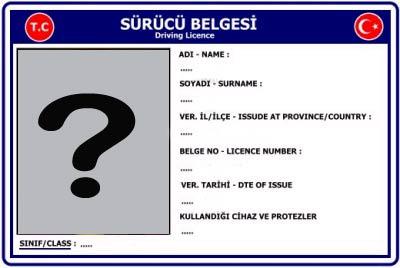 T.C
SÜRÜCÜ BELGESİ
Driving Licence
ADI - NAME :
.....
SOYADI - SURNAME :
.....
VER. İL/İLÇE - ISSUDE AT PROVINCE/COUNTRY :
.....
BELGE NO - LICENCE NUMBER :
.....
VER. TARİHİ - DTE OF ISSUE
.....
KULLANDIĞI CİHAZ VE PROTEZLER
.....
?
SINIF/CLASS : .....